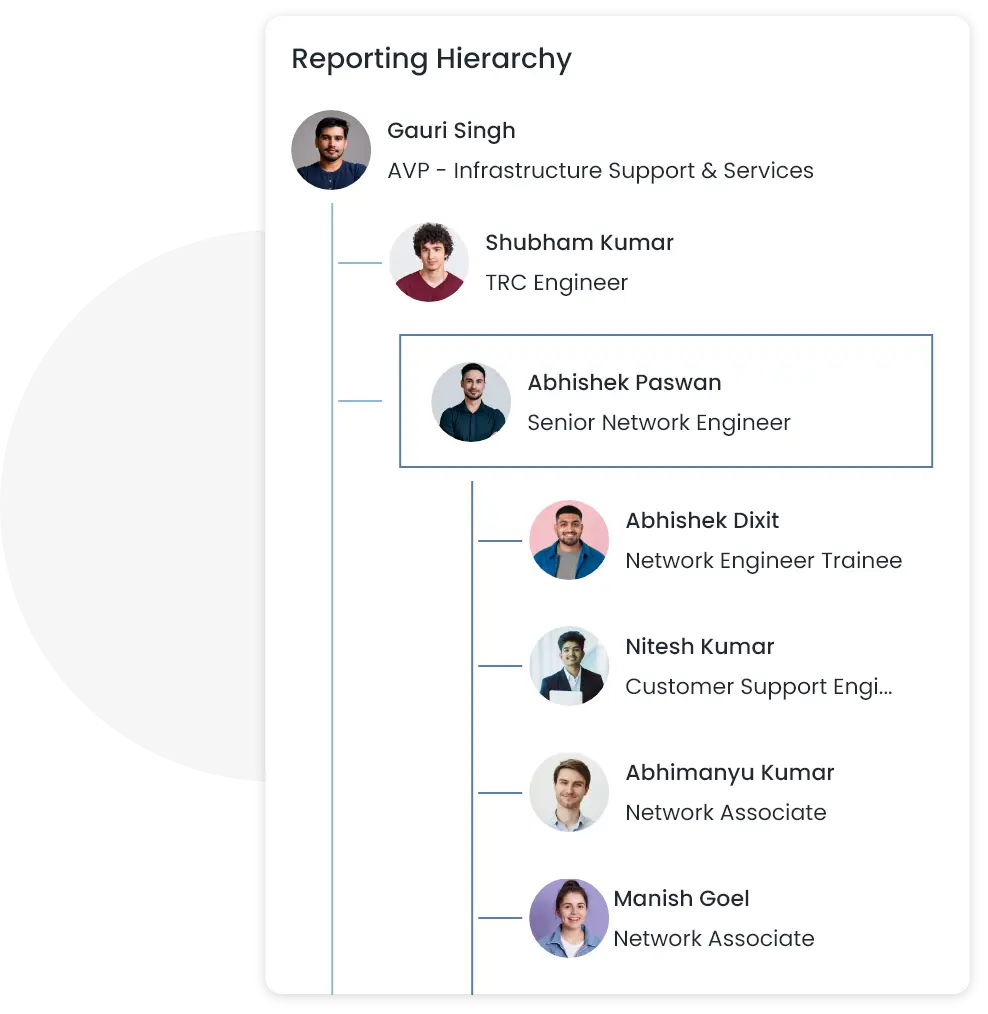 Reporting Hierarchy
Gauri Singh
AVP - Infrastructure Support & Services
Shubham Kumar
TRC Engineer
Abhishek Paswan
Senior Network Engineer
Abhishek Dixit
Network Engineer Trainee
Nitesh Kumar
Customer Support Engi...
Abhimanyu Kumar
Network Associate
Manish Goel
Network Associate